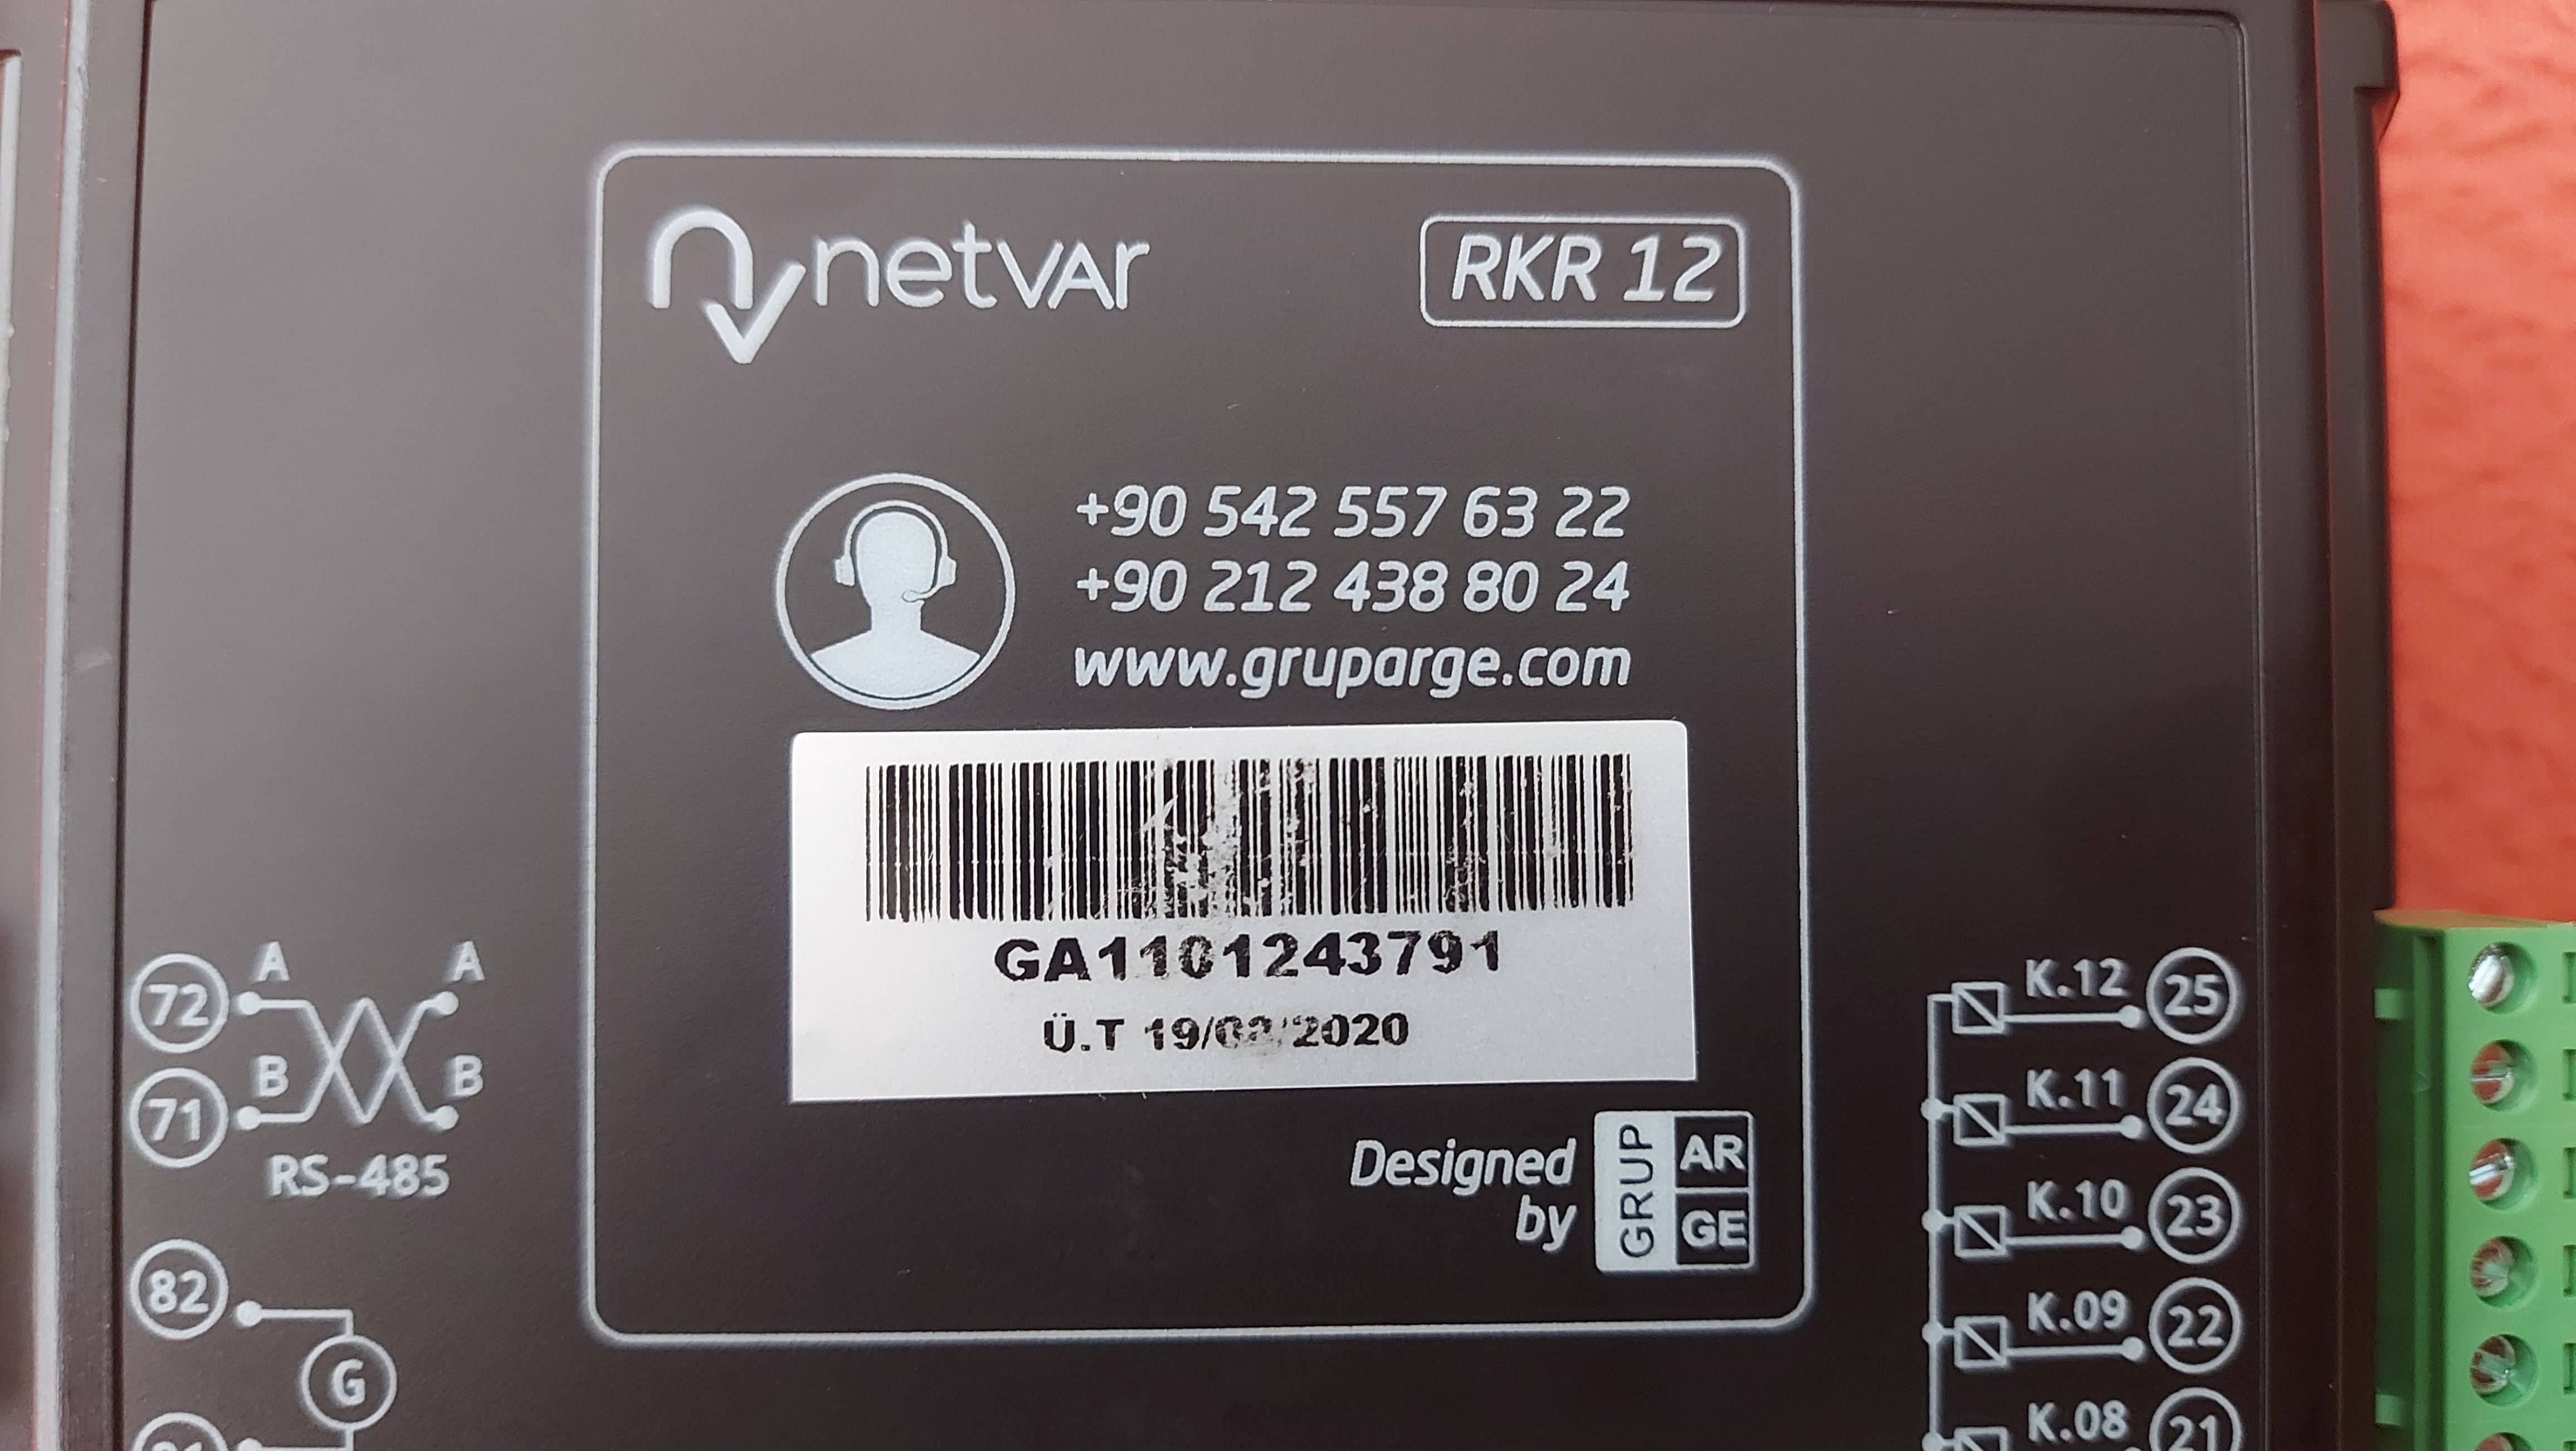 netvar
RKR 12
+90 542 557 63 22
+90 212 438 80 24
www.gruparge.com
GA1101243791
Ü.T 19/ /2020
Designed
by
GRUP
AR
GE
72
A
A
71
B
B
RS-485
82
G
K.12
25
K.11
24
K.10
23
K.09
22
K.08
21